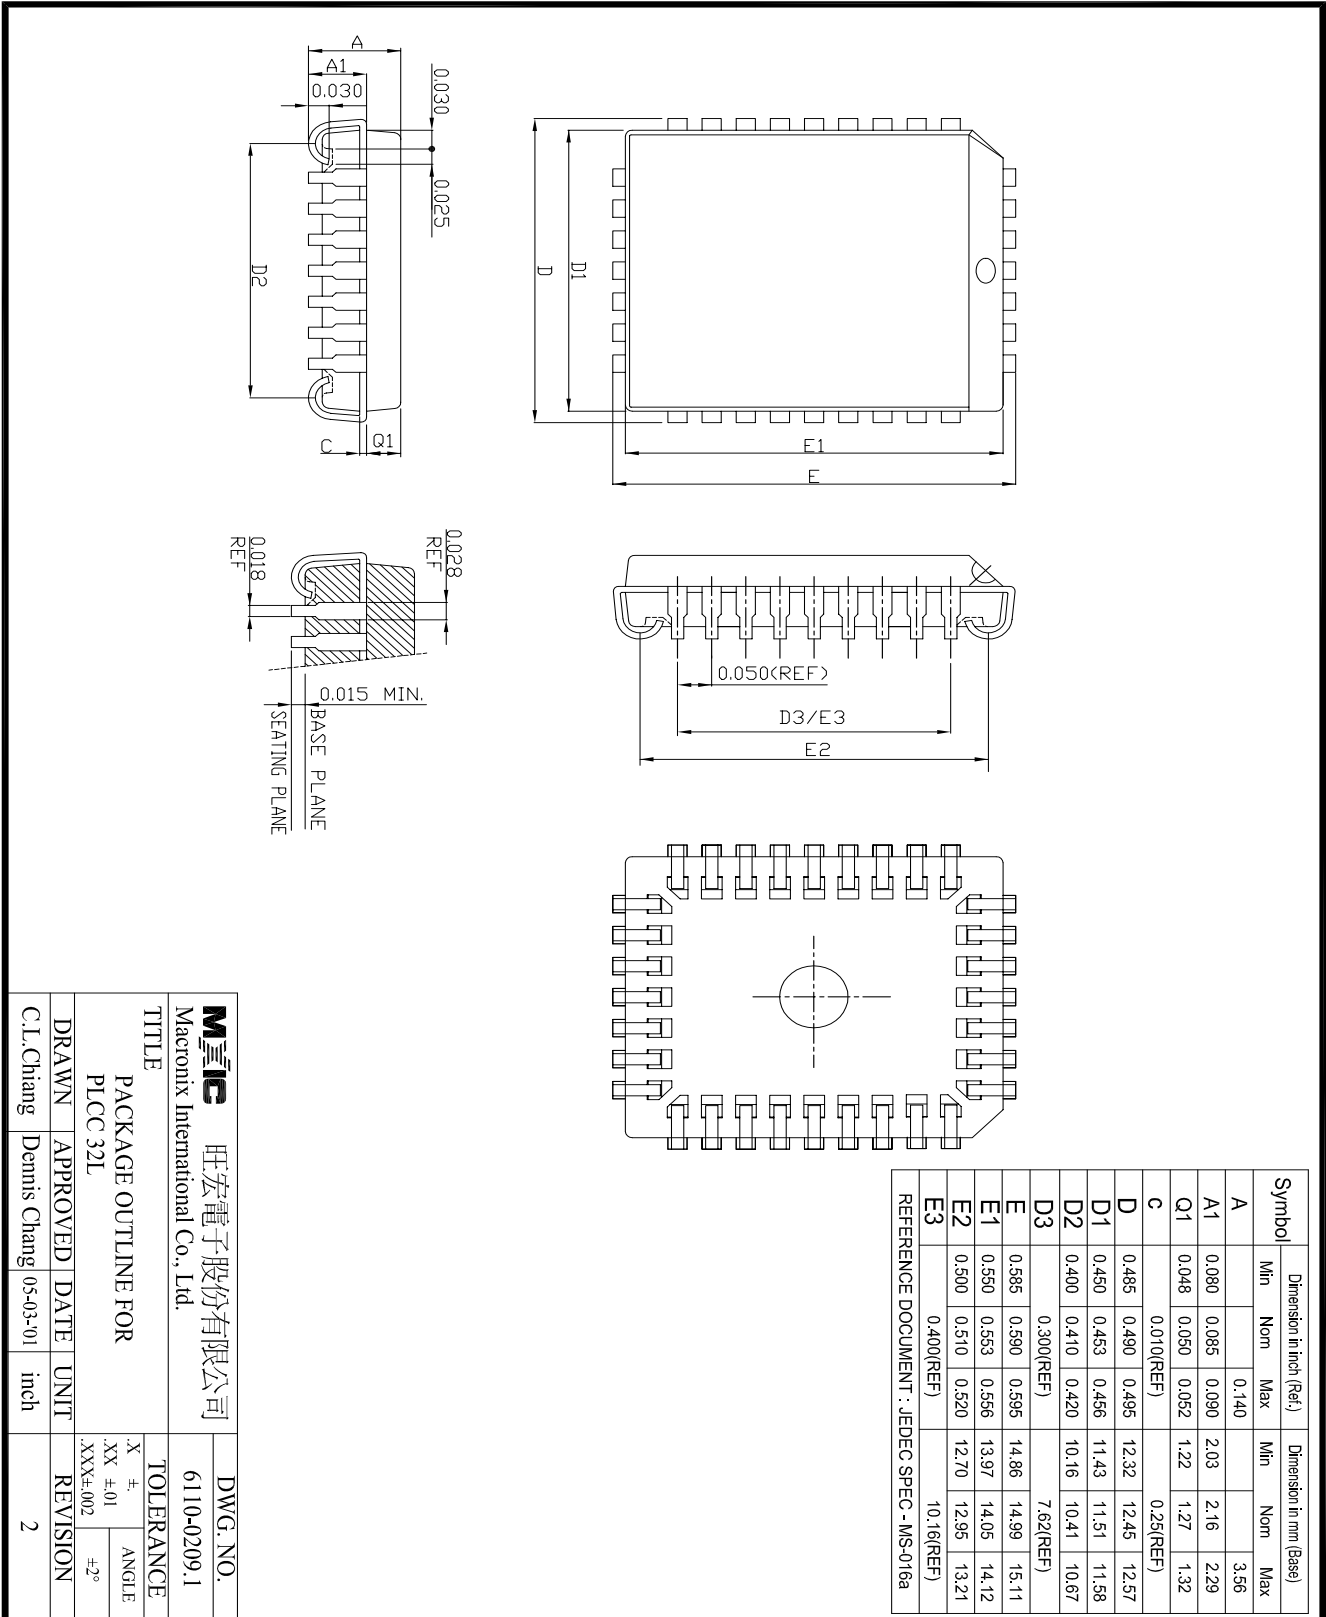 A
A1
0.030
0.030
0.025
D2
C
Q1
D
D1
E1
E
0.018
REF
0.028
REF
0.015 MIN.
BASE PLANE
SEATING PLANE
0.050(REF)
D3/E3
E2
Symbol Dimension in inch (Ref.) Dimension in mm (Base)
Min Nom Max Min Nom Max
A 0.140 3.56
A1 0.080 0.085 0.090 2.03 2.16 2.29
Q1 0.048 0.050 0.052 1.22 1.27 1.32
C 0.010(REF) 0.25(REF)
D 0.485 0.490 0.495 12.32 12.45 12.57
D1 0.450 0.453 0.456 11.43 11.51 11.58
D2 0.400 0.410 0.420 10.16 10.41 10.67
D3 0.300(REF) 7.62(REF)
E 0.585 0.590 0.595 14.86 14.99 15.11
E1 0.550 0.553 0.556 13.97 14.05 14.12
E2 0.500 0.510 0.520 12.70 12.95 13.21
E3 0.400(REF) 10.16(REF)
REFERENCE DOCUMENT : JEDEC SPEC - MS-016a
MXIC 旺宏電子股份有限公司
Macronix International Co., Ltd.
DWG. NO.
6110-0209.1
TITLE
PACKAGE OUTLINE FOR
PLCC 32L
TOLERANCE
.X ±.
.XX ±.01
.XXX±.002
ANGLE
±2°
DRAWN APPROVED DATE UNIT REVISION
C.L.Chiang Dennis Chang 05-03-'01 inch 2